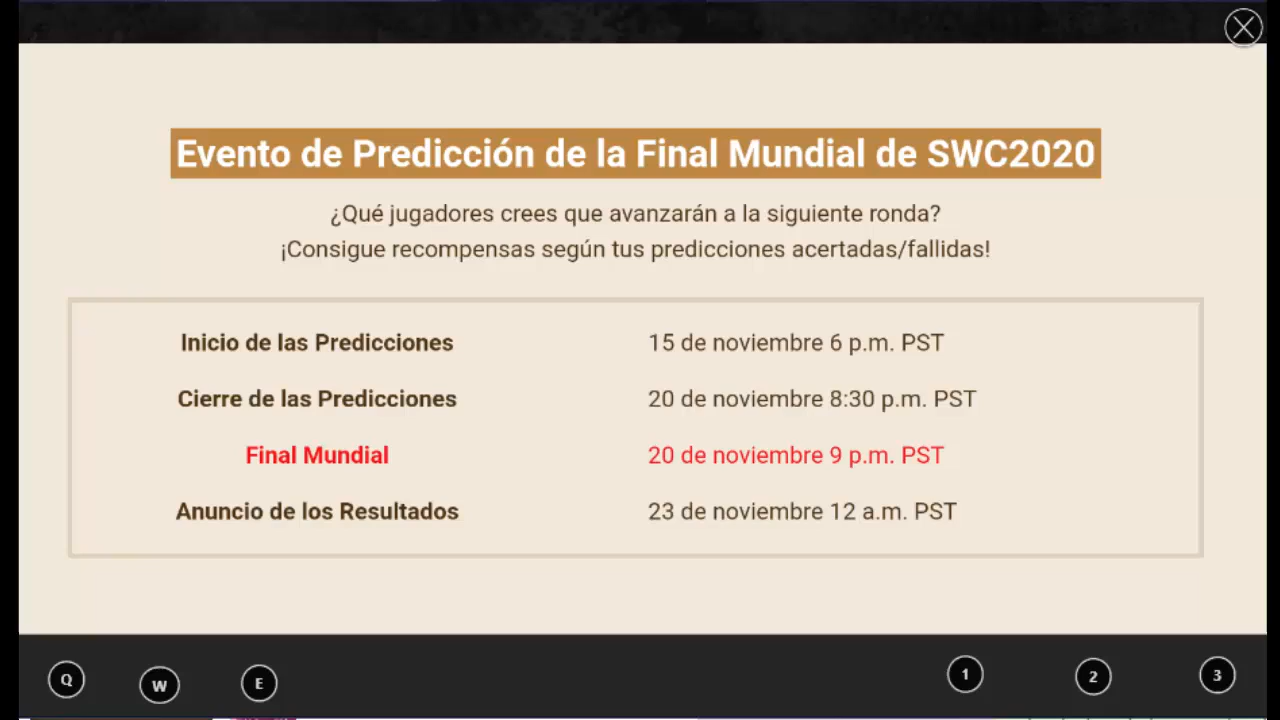 Evento de Predicción de la Final Mundial de SWC2020
¿Qué jugadores crees que avanzarán a la siguiente ronda?
¡Consigue recompensas según tus predicciones acertadas/fallidas!
Inicio de las Predicciones 15 de noviembre 6 p.m. PST
Cierre de las Predicciones 20 de noviembre 8:30 p.m. PST
Final Mundial 20 de noviembre 9 p.m. PST
Anuncio de los Resultados 23 de noviembre 12 a.m. PST
Q W E 1 2 3